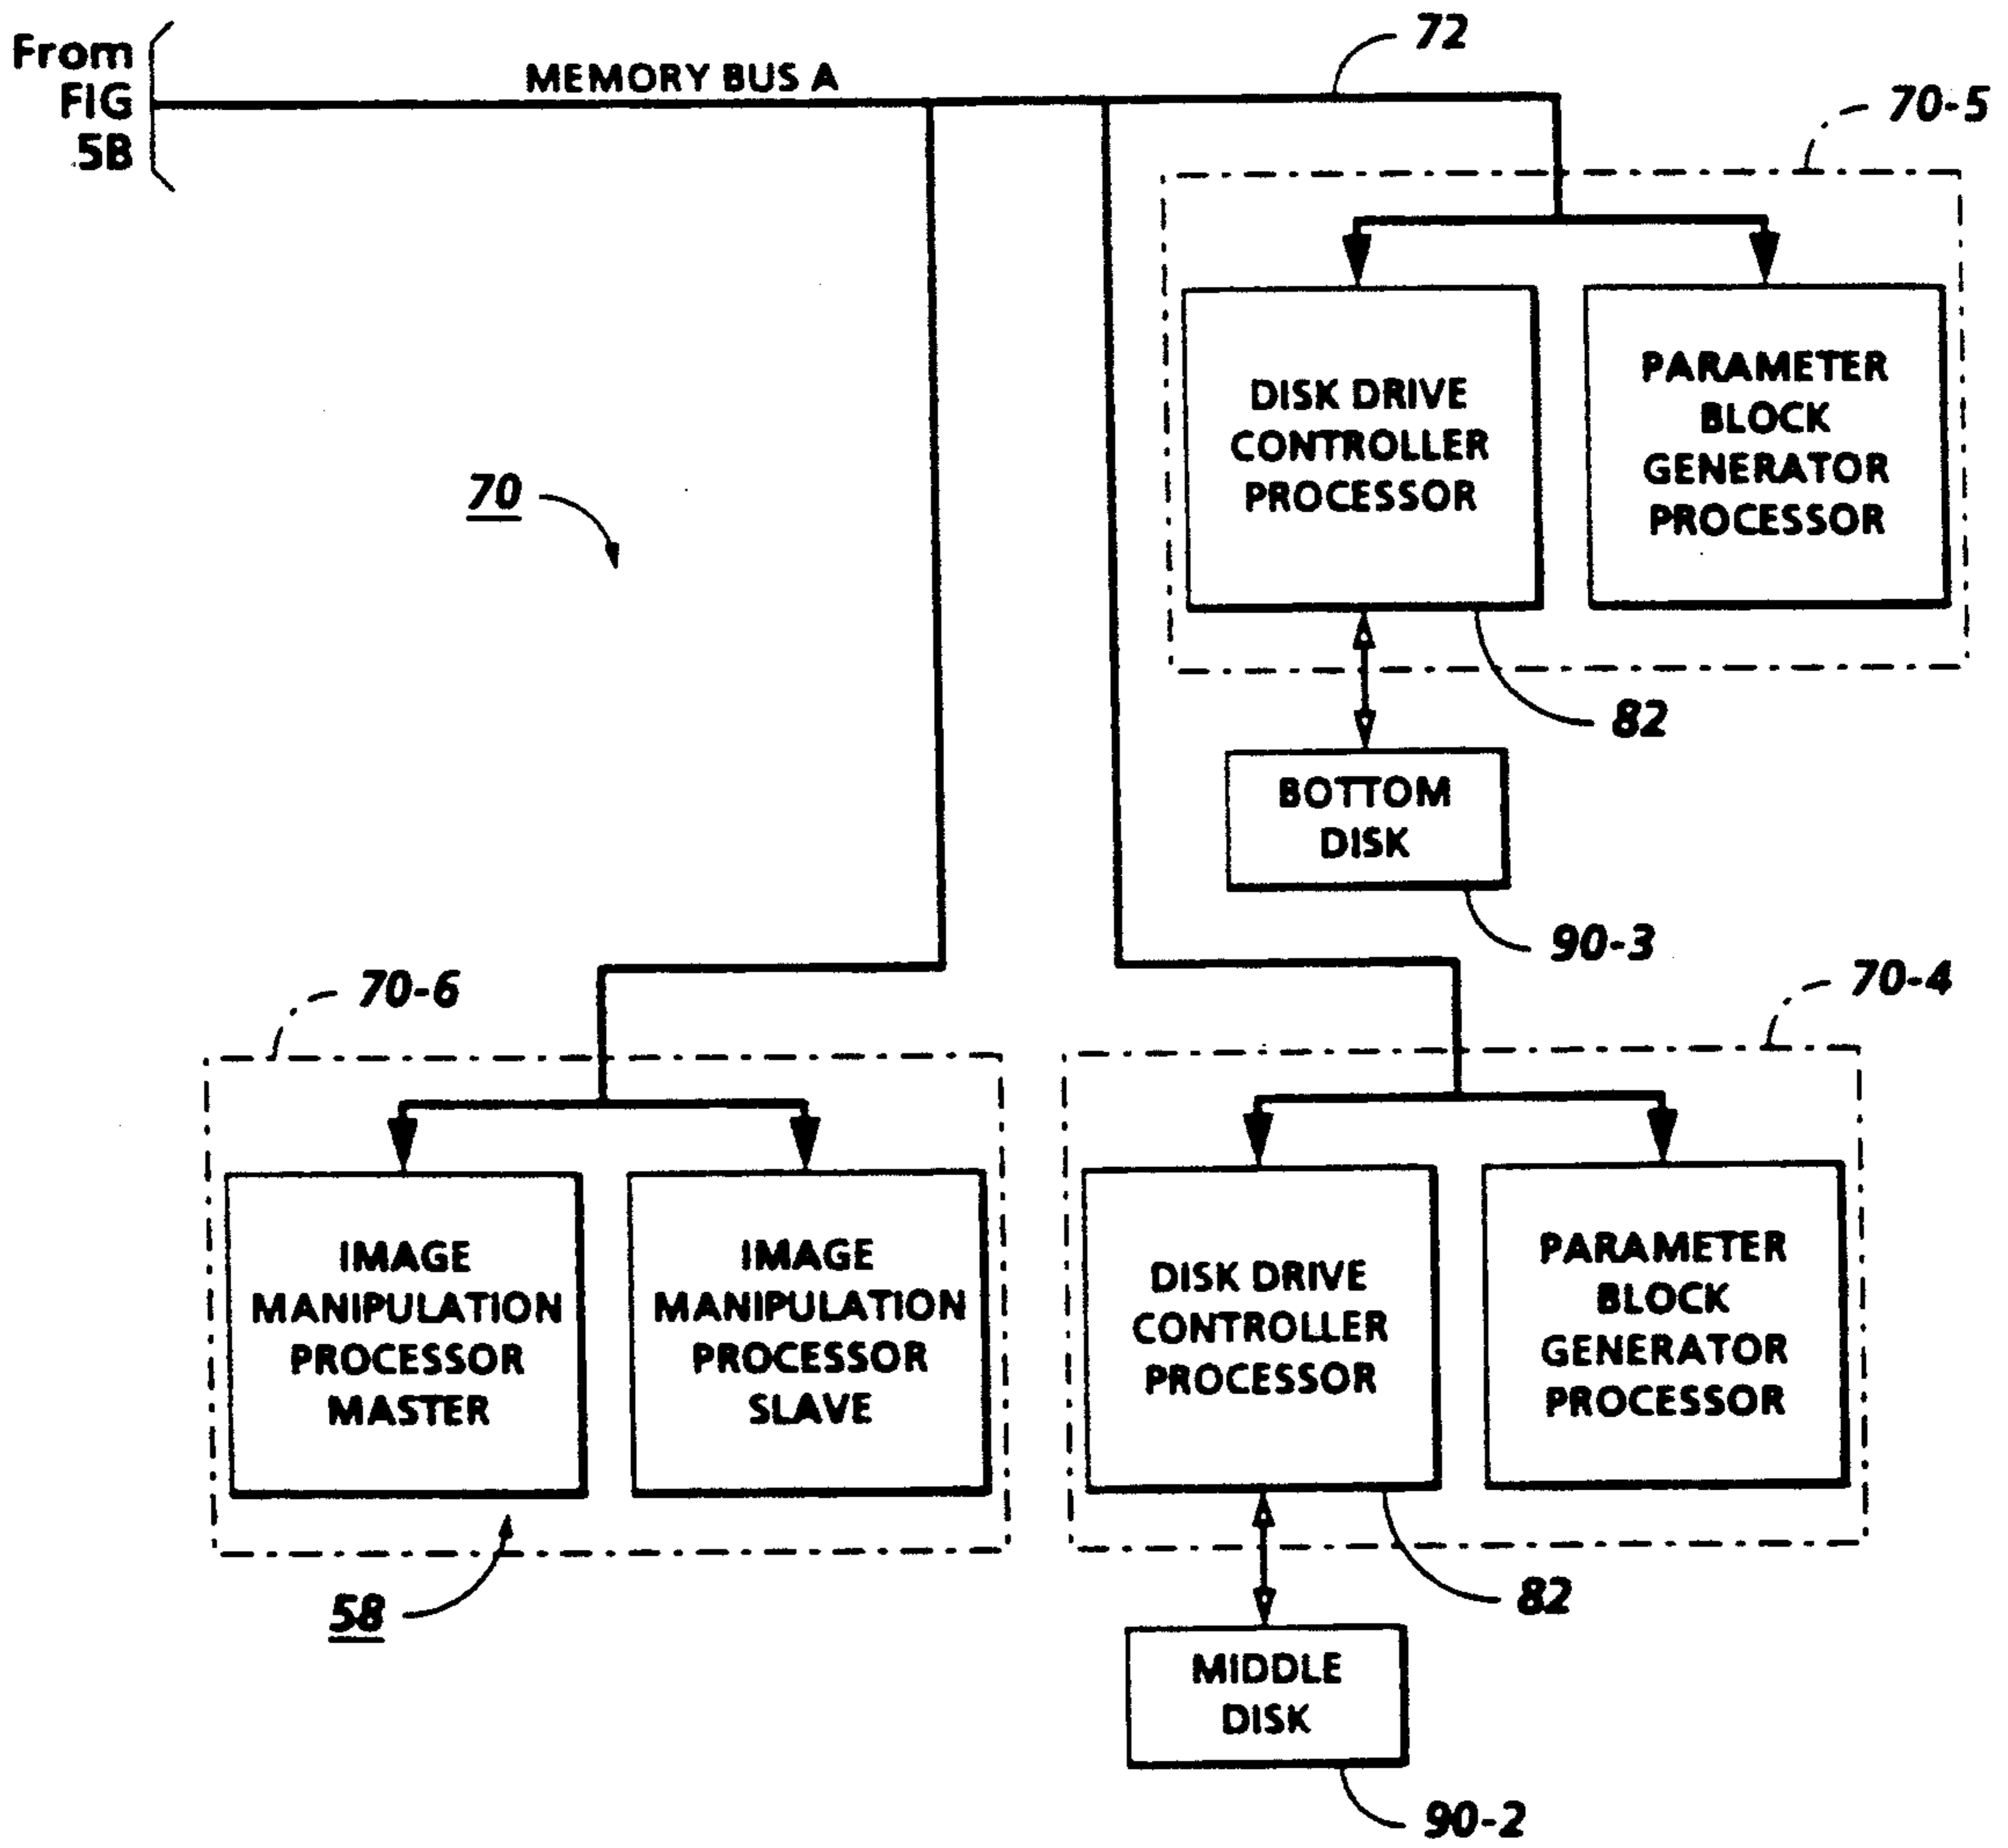 From
FIG
5B
MEMORY BUS A
72
70-5
DISK DRIVE
CONTROLLER
PROCESSOR
PARAMETER
BLOCK
GENERATOR
PROCESSOR
70
82
BOTTOM
DISK
90-3
70-6
70-4
IMAGE
MANIPULATION
PROCESSOR
MASTER
IMAGE
MANIPULATION
PROCESSOR
SLAVE
DISK DRIVE
CONTROLLER
PROCESSOR
PARAMETER
BLOCK
GENERATOR
PROCESSOR
58
82
MIDDLE
DISK
90-2